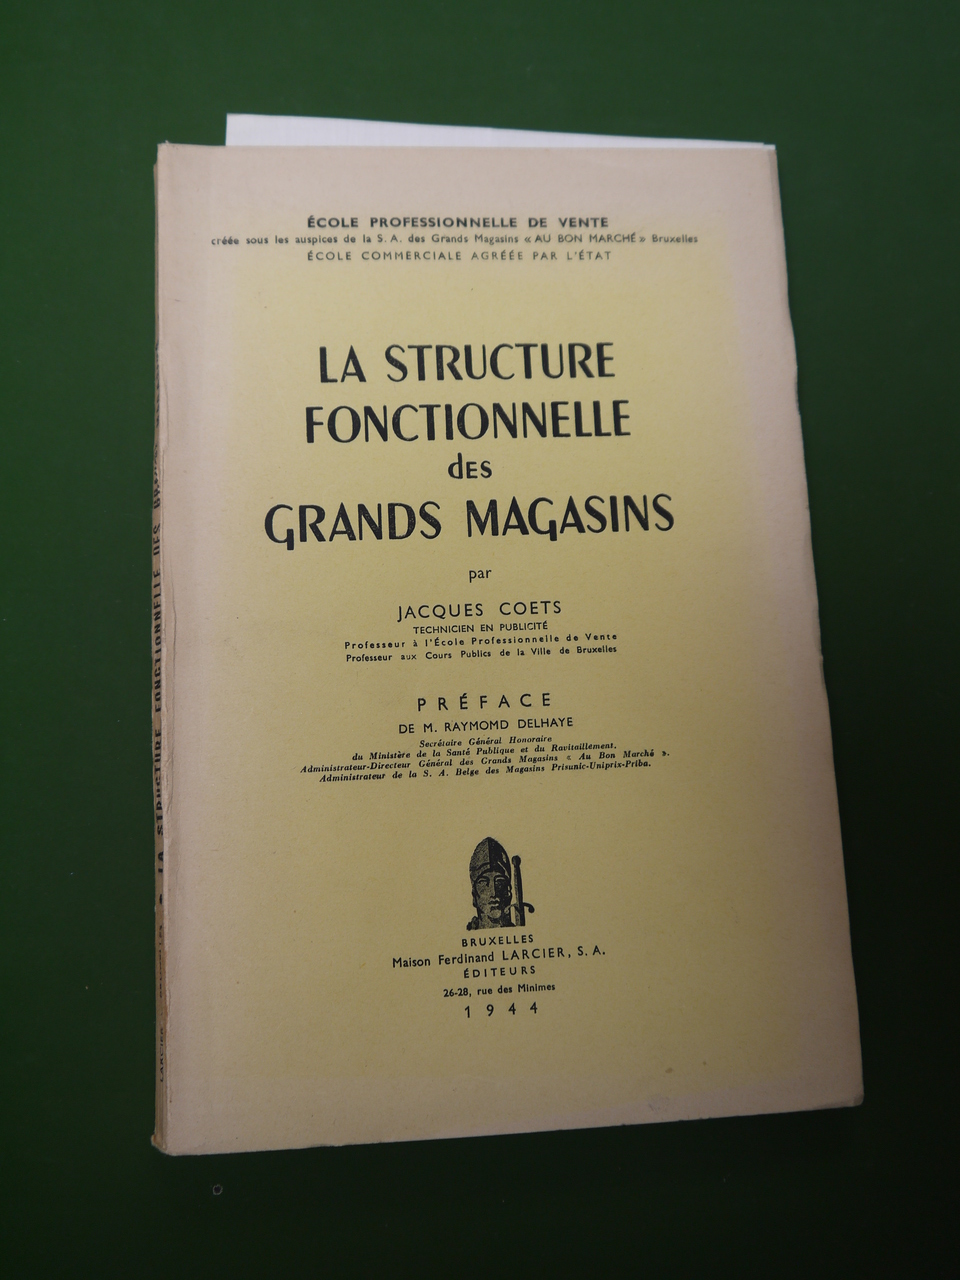 ÉCOLE PROFESSIONNELLE DE VENTE
créée sous les auspices de la S. A. des Grands Magasins « AU BON MARCHÉ » Bruxelles
ÉCOLE COMMERCIALE AGRÉÉE PAR L'ÉTAT
LA STRUCTURE
FONCTIONNELLE
dES
GRANDS MAGASINS
par
JACQUES COETS
TECHNICIEN EN PUBLICITÉ
Professeur à l'École Professionnelle de Vente
Professeur aux Cours Publics de la Ville de Bruxelles
PRÉFACE
DE M. RAYMOMD DELHAYE
Secrétaire Général Honoraire
du Ministère de la Santé Publique et du Ravitaillement.
Administrateur-Directeur Général des Grands Magasins « Au Bon Marché ».
Administrateur de la S. A. Belge des Magasins Prisunic-Uniprix-Priba.
BRUXELLES
Maison Ferdinand LARCIER, S. A.
ÉDITEURS
26-28, rue des Minimes
1944
LARCIER
LA STRUCTURE FONCTIONNELLE DES